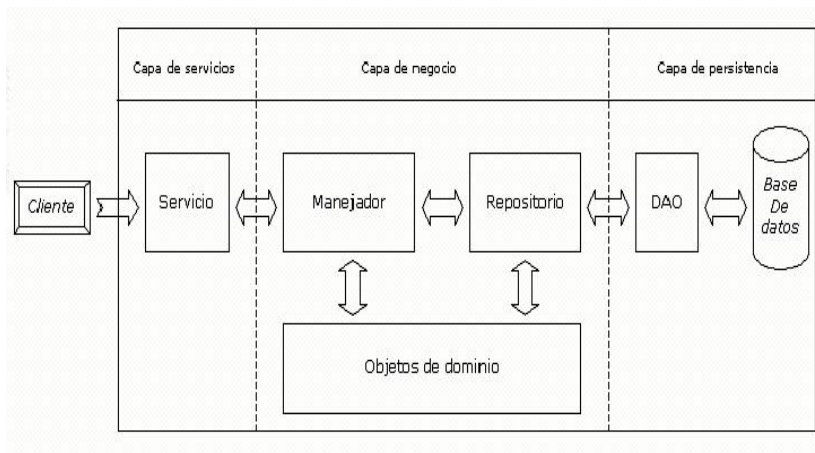 Capa de servicios
Capa de negocio
Capa de persistencia
Cliente
Servicio
Manejador
Repositorio
DAO
Base
De
datos
Objetos de dominio